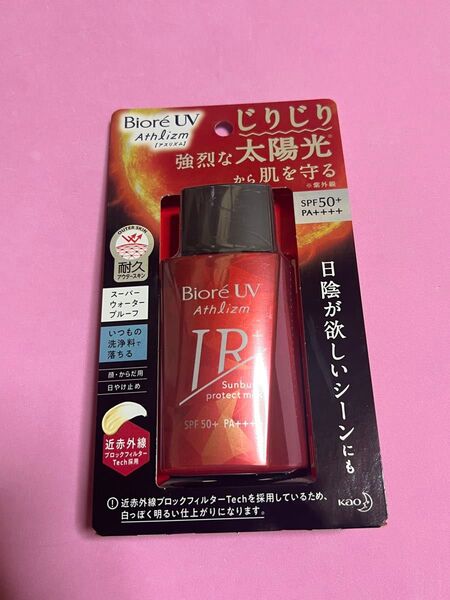 Bioré UV
Athlizm
[アスリズム]
じりじり
強烈な太陽光※
から肌を守る
※紫外線
SPF50+
PA++++
OUTER SKIN
耐久
アウタースキン
スーパー
ウォーター
プルーフ
いつもの
洗浄料で
落ちる
顔・からだ用
日やけ止め
近赤外線
ブロックフィルター
Tech採用
日陰が欲しいシーンにも
Bioré UV
Athlizm
IR+
Sunbu
protect mi
SPF 50+ PA++++
! 近赤外線ブロックフィルターTechを採用しているため、
白っぽく明るい仕上がりになります。
Kao